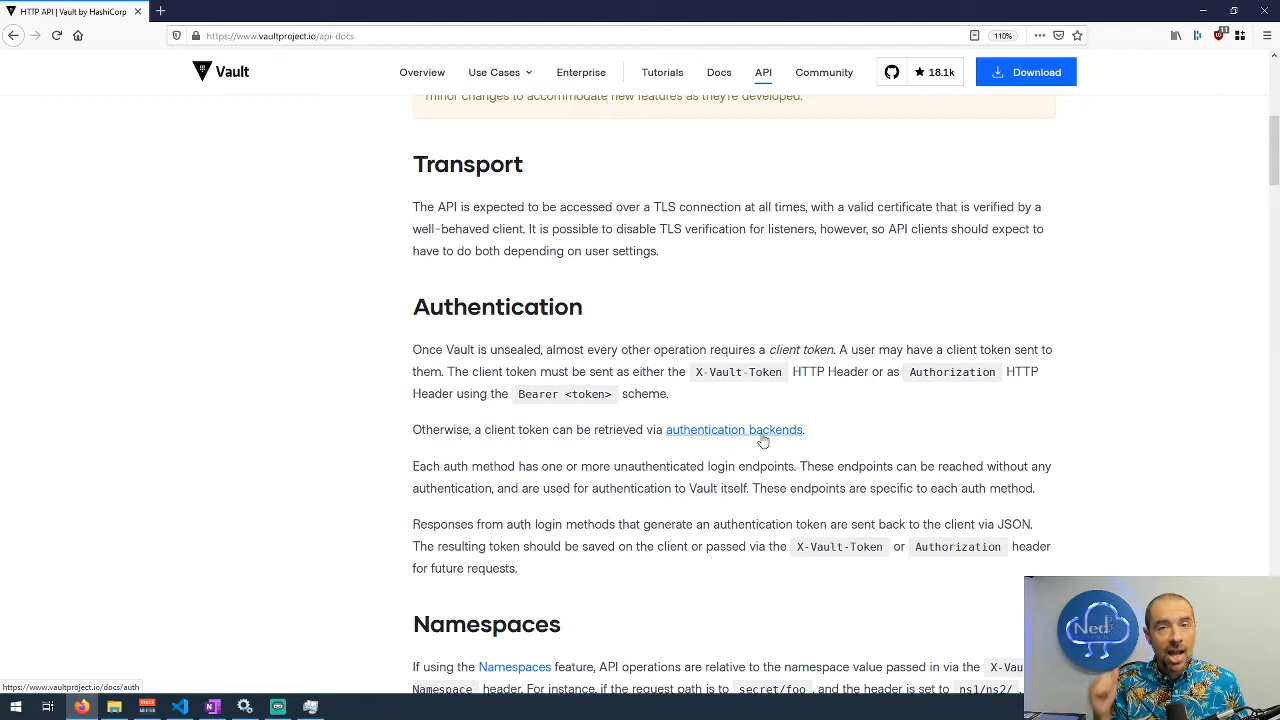 HTTP API | Vault by HashiCorp
https://www.vaultproject.io/api-docs
110%
11
Vault
Overview
Use Cases
Enterprise
Tutorials
Docs
API
Community
18.1k
Download
minor changes to accommodate new features as they're developed.
Transport
The API is expected to be accessed over a TLS connection at all times, with a valid certificate that is verified by a
well-behaved client. It is possible to disable TLS verification for listeners, however, so API clients should expect to
have to do both depending on user settings.
Authentication
Once Vault is unsealed, almost every other operation requires a client token. A user may have a client token sent to
them. The client token must be sent as either the X-Vault-Token HTTP Header or as Authorization HTTP
Header using the Bearer <token> scheme.
Otherwise, a client token can be retrieved via authentication backends.
Each auth method has one or more unauthenticated login endpoints. These endpoints can be reached without any
authentication, and are used for authentication to Vault itself. These endpoints are specific to each auth method.
Responses from auth login methods that generate an authentication token are sent back to the client via JSON.
The resulting token should be saved on the client or passed via the X-Vault-Token or Authorization header
for future requests.
Namespaces
If using the Namespaces feature, API operations are relative to the namespace value passed in via the X-Vau
Namespace header. For instance, if the request path is to secret/foo, and the header is set to ns1/ns2/,
https://www.vaultproject.io/docs/auth
Ned